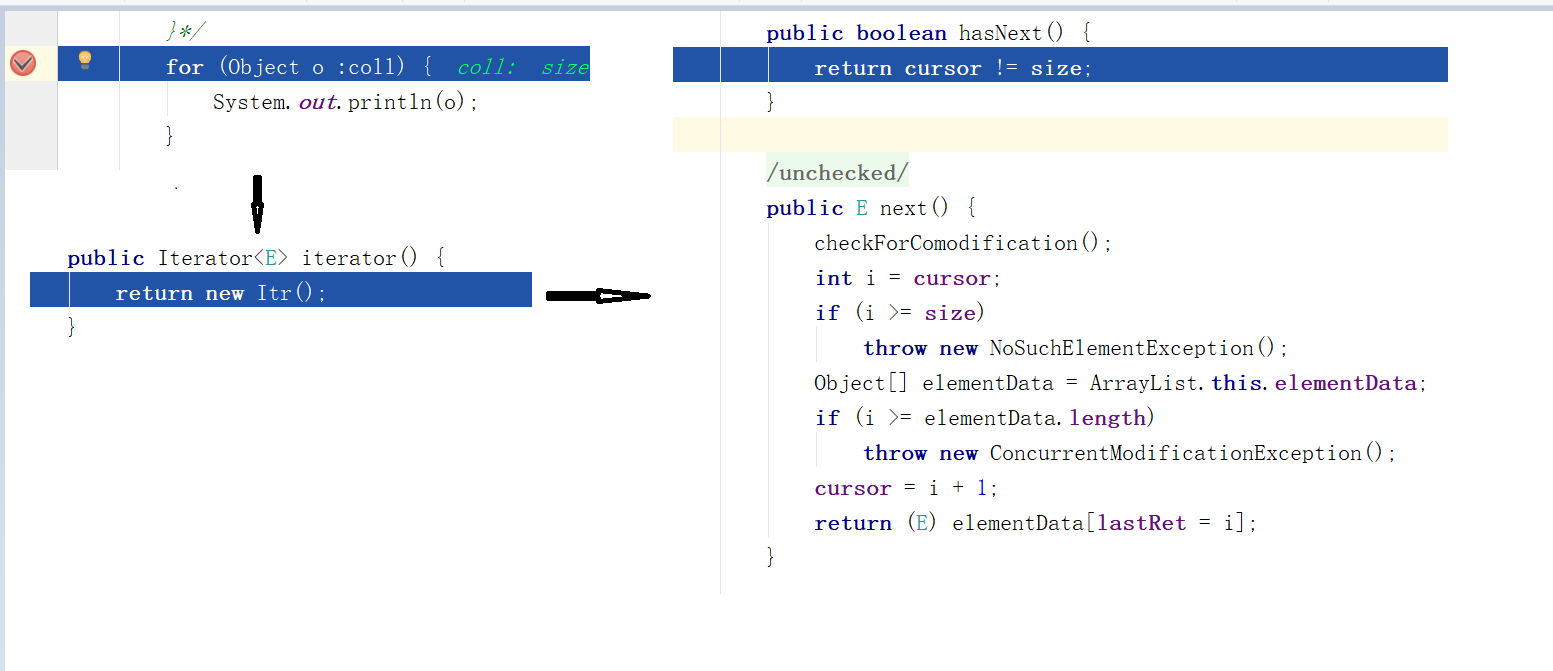 }*/
for (Object o :coll) {  coll:  size
System.out.println(o);
}
public Iterator<E> iterator() {
return new Itr();
}
public boolean hasNext() {
return cursor != size;
}
/unchecked/
public E next() {
checkForComodification();
int i = cursor;
if (i >= size)
throw new NoSuchElementException();
Object[] elementData = ArrayList.this.elementData;
if (i >= elementData.length)
throw new ConcurrentModificationException();
cursor = i + 1;
return (E) elementData[lastRet = i];
}